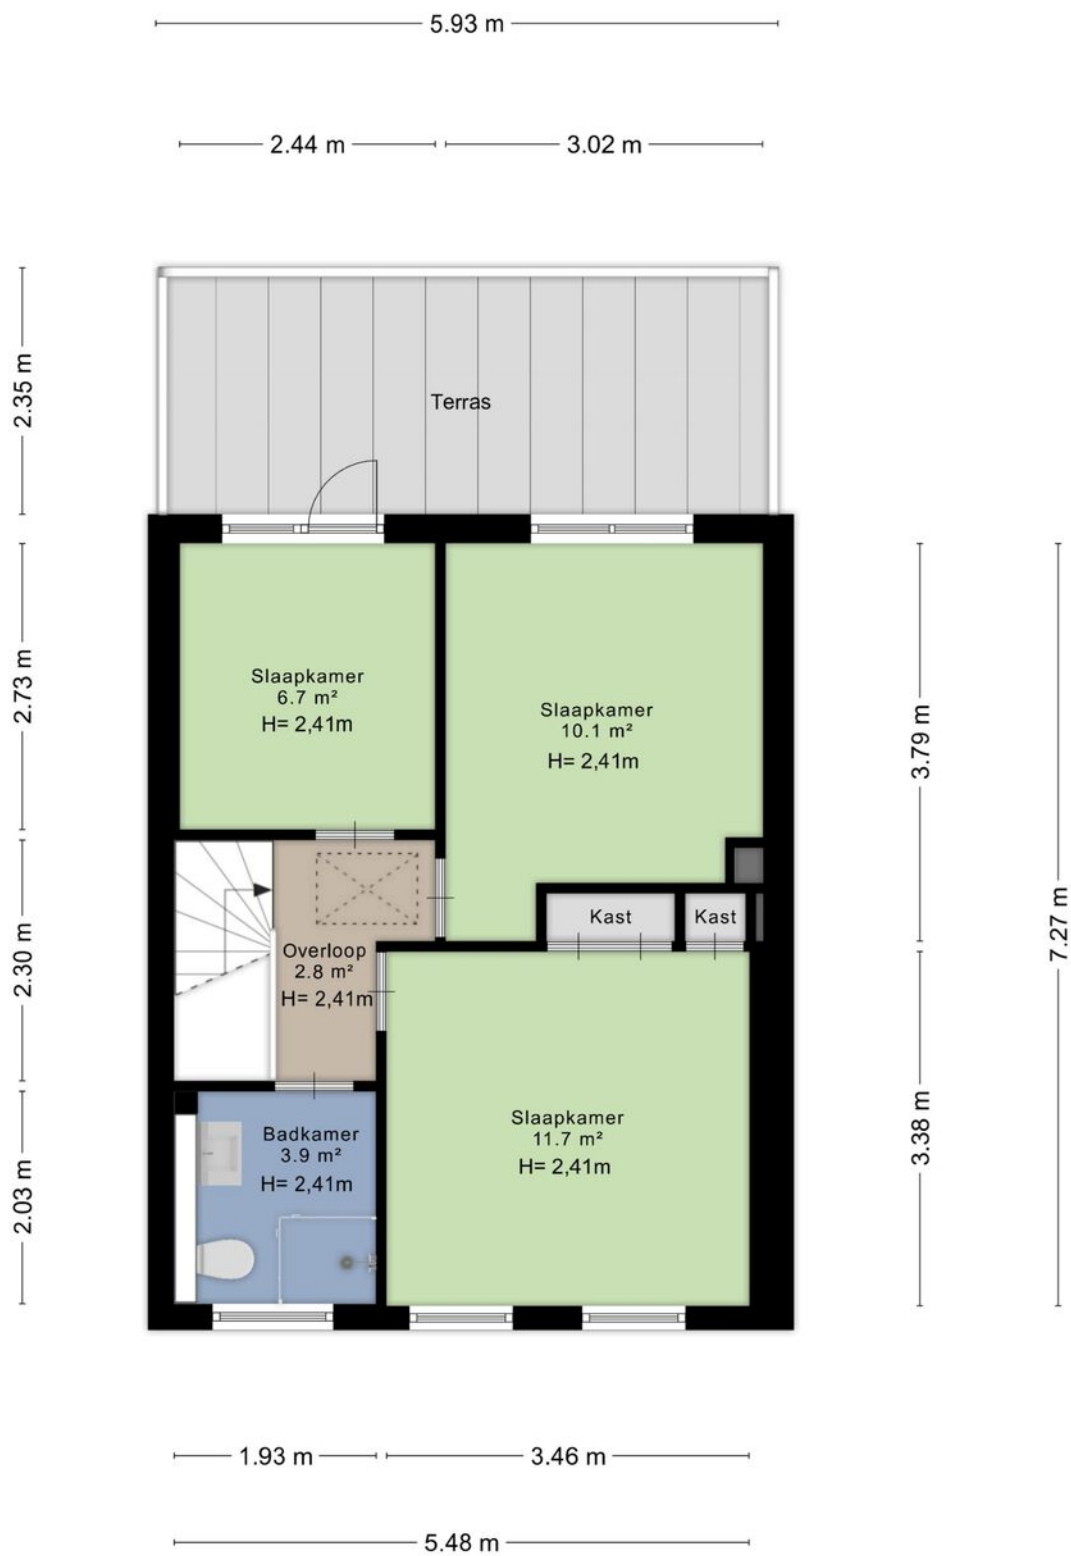 5.93 m
2.44 m
3.02 m
2.35 m
Terras
2.73 m
Slaapkamer
6.7 m²
H= 2,41m
Slaapkamer
10.1 m²
H= 2,41m
3.79 m
7.27 m
Kast
Kast
2.30 m
Overloop
2.8 m²
H= 2,41m
Slaapkamer
11.7 m²
H= 2,41m
3.38 m
Badkamer
3.9 m²
H= 2,41m
2.03 m
1.93 m
3.46 m
5.48 m